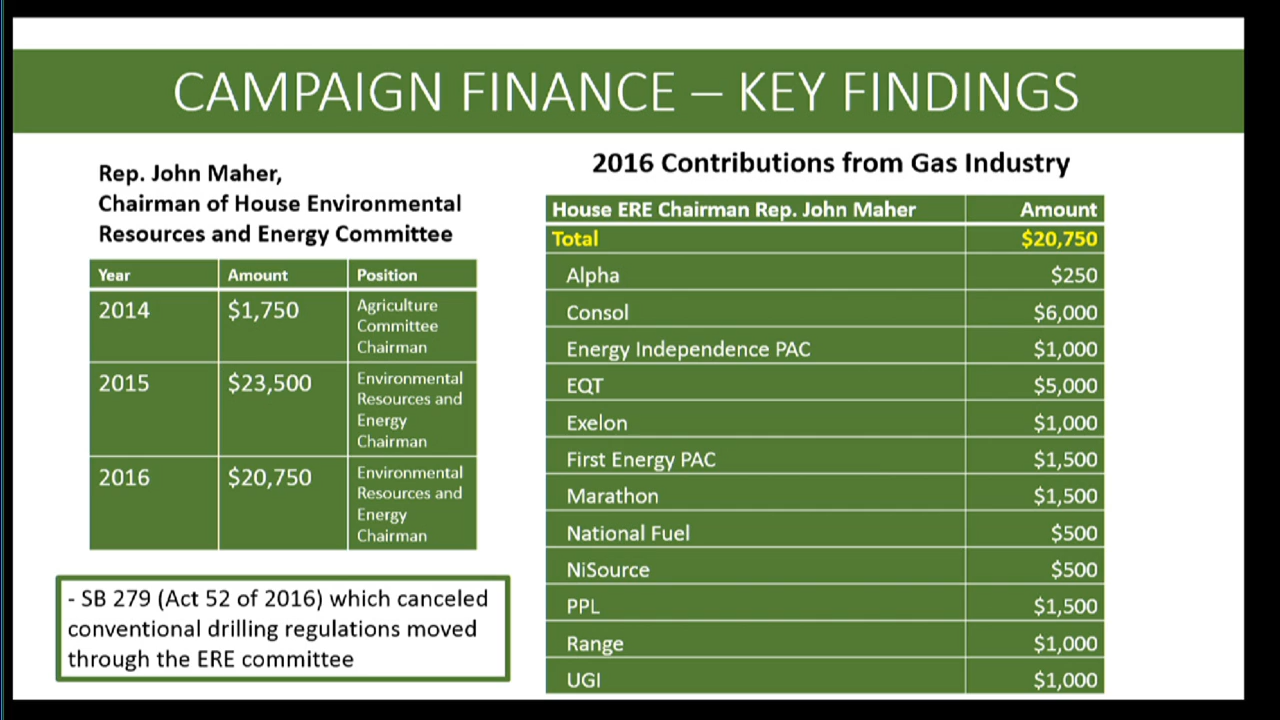 CAMPAIGN FINANCE – KEY FINDINGS
Rep. John Maher,
Chairman of House Environmental
Resources and Energy Committee
Year Amount Position
2014 $1,750 Agriculture
Committee
Chairman
2015 $23,500 Environmental
Resources and
Energy
Chairman
2016 $20,750 Environmental
Resources and
Energy
Chairman
- SB 279 (Act 52 of 2016) which canceled
conventional drilling regulations moved
through the ERE committee
2016 Contributions from Gas Industry
House ERE Chairman Rep. John Maher Amount
Total $20,750
Alpha $250
Consol $6,000
Energy Independence PAC $1,000
EQT $5,000
Exelon $1,000
First Energy PAC $1,500
Marathon $1,500
National Fuel $500
NiSource $500
PPL $1,500
Range $1,000
UGI $1,000